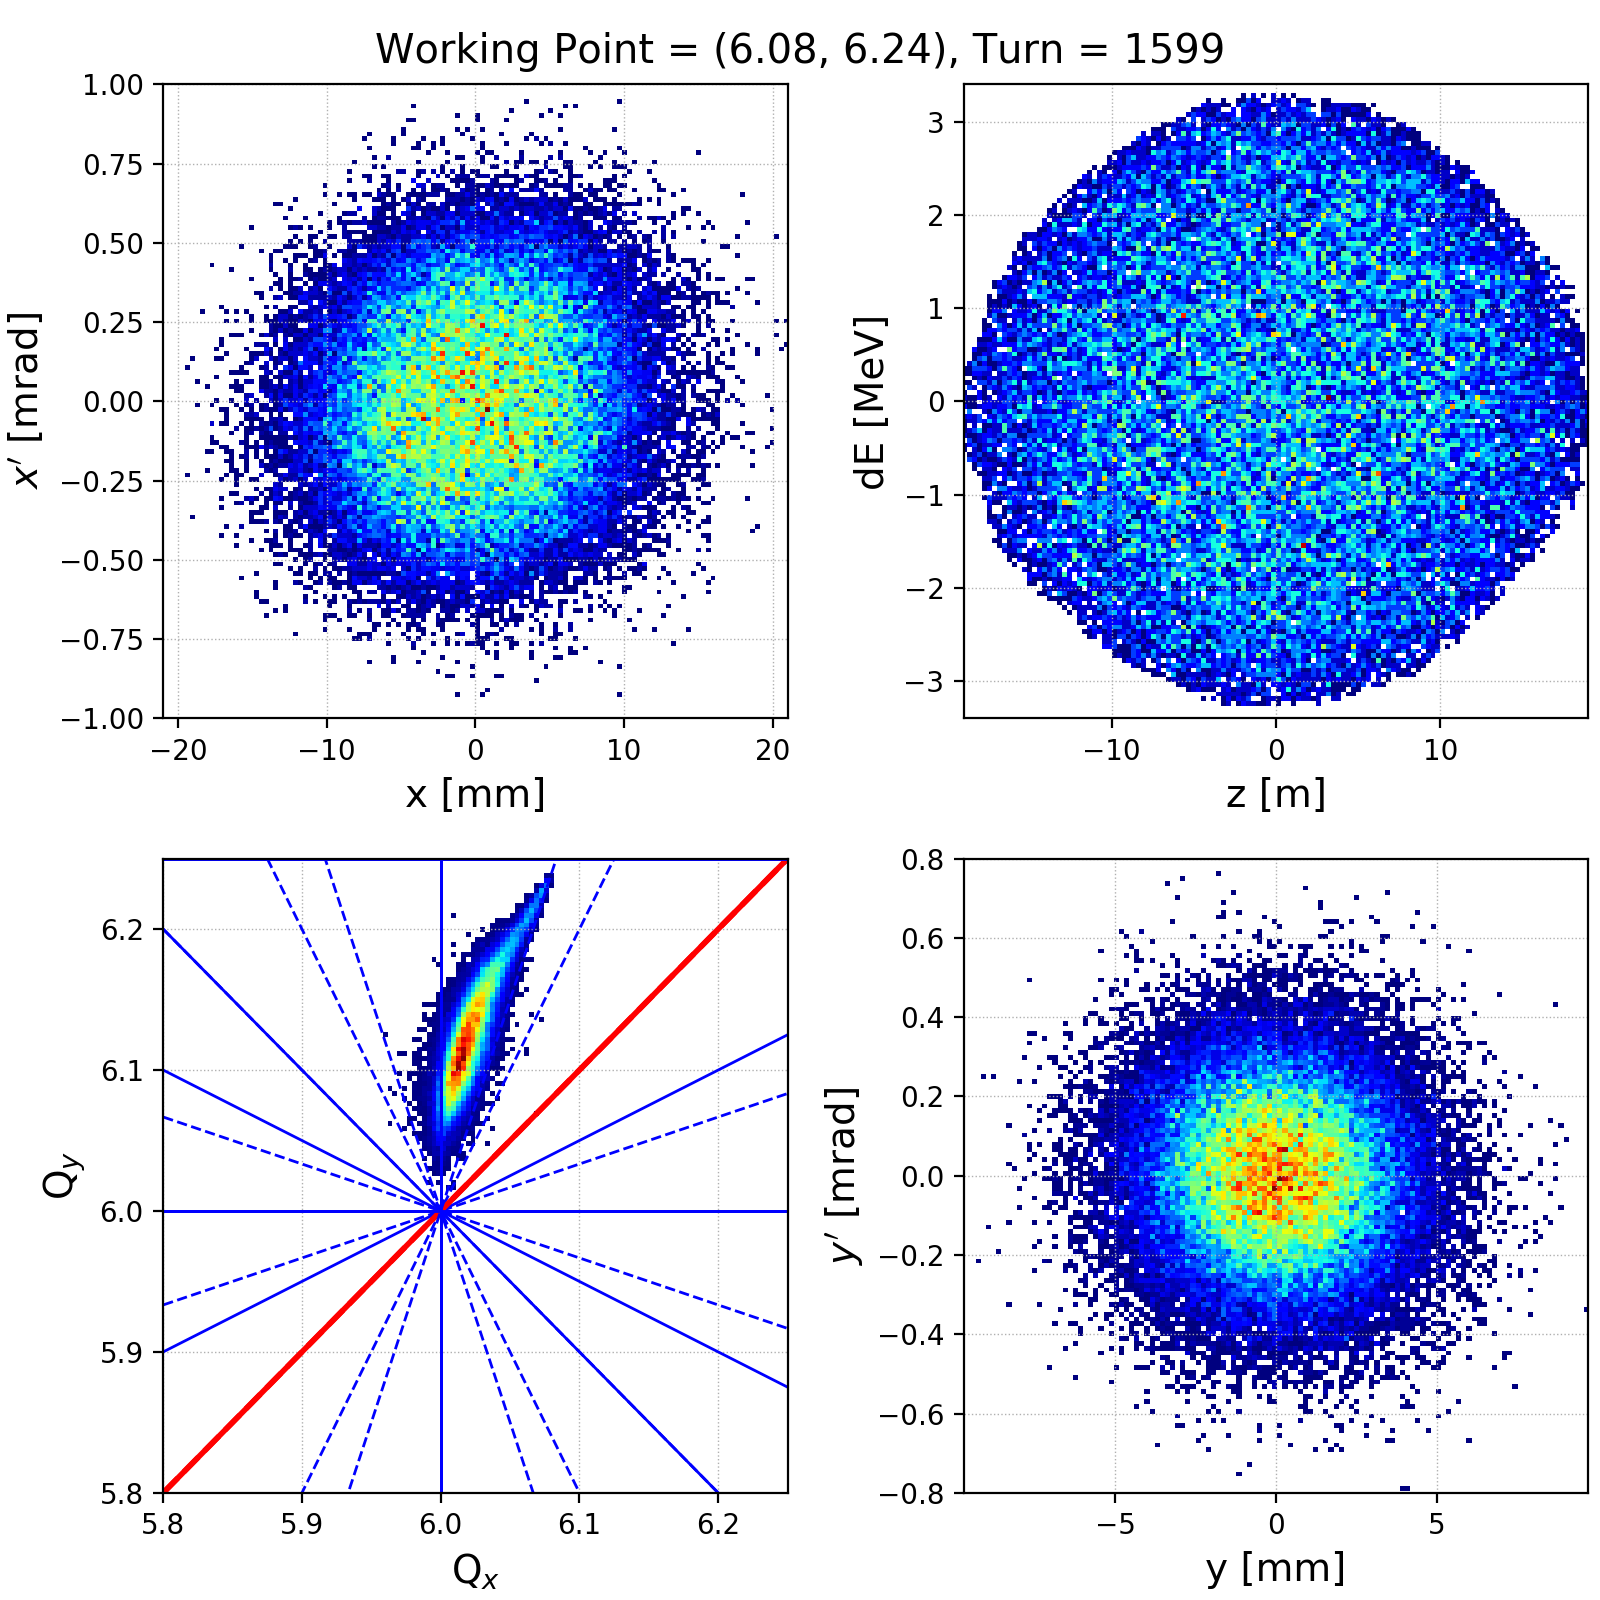 Working Point = (6.08, 6.24), Turn = 1599
1.00
0.75
0.50
0.25
0.00
−0.25
−0.50
−0.75
−1.00
x′ [mrad]
−20 −10 0 10 20
x [mm]
3
2
1
0
−1
−2
−3
dE [MeV]
−10 0 10
z [m]
6.2
6.1
6.0
5.9
5.8
Qy
5.8 5.9 6.0 6.1 6.2
Qx
0.8
0.6
0.4
0.2
0.0
−0.2
−0.4
−0.6
−0.8
y′ [mrad]
−5 0 5
y [mm]